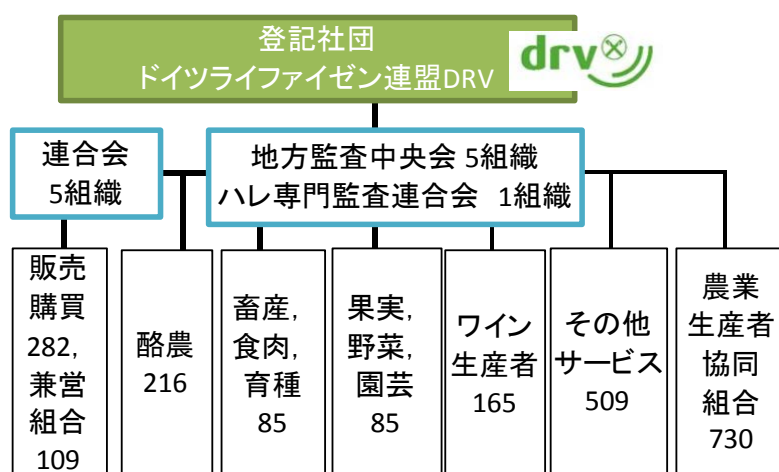 登記社団
ドイツライファイゼン連盟DRV
drv
連合会
5組織
地方監査中央会 5組織
ハレ専門監査連合会 1組織
販売
購買
282,
兼営
組合
109
酪農
216
畜産,
食肉,
育種
85
果実,
野菜,
園芸
85
ワイン
生産者
165
その他
サービス
509
農業
生産者
協同
組合
730